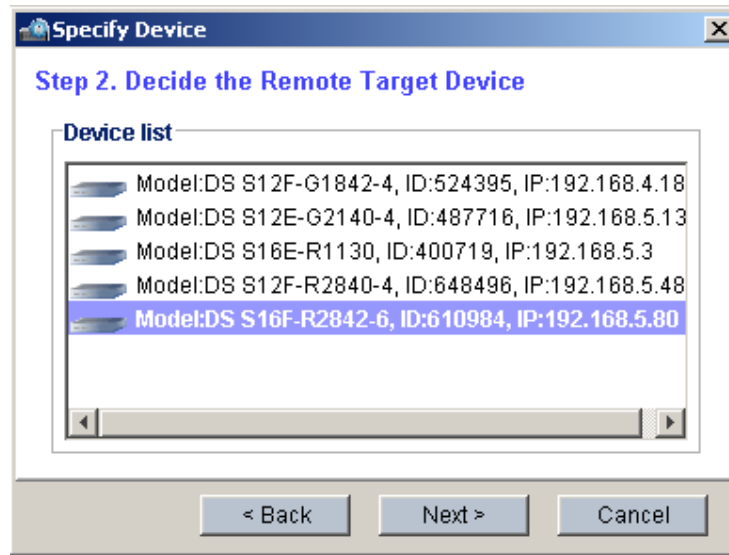 Specify Device
Step 2. Decide the Remote Target Device
Device list
Model:DS S12F-G1842-4, ID:524395, IP:192.168.4.18
Model:DS S12E-G2140-4, ID:487716, IP:192.168.5.13
Model:DS S16E-R1130, ID:400719, IP:192.168.5.3
Model:DS S12F-R2840-4, ID:648496, IP:192.168.5.48
Model:DS S16F-R2842-6, ID:610984, IP:192.168.5.80
< Back Next > Cancel